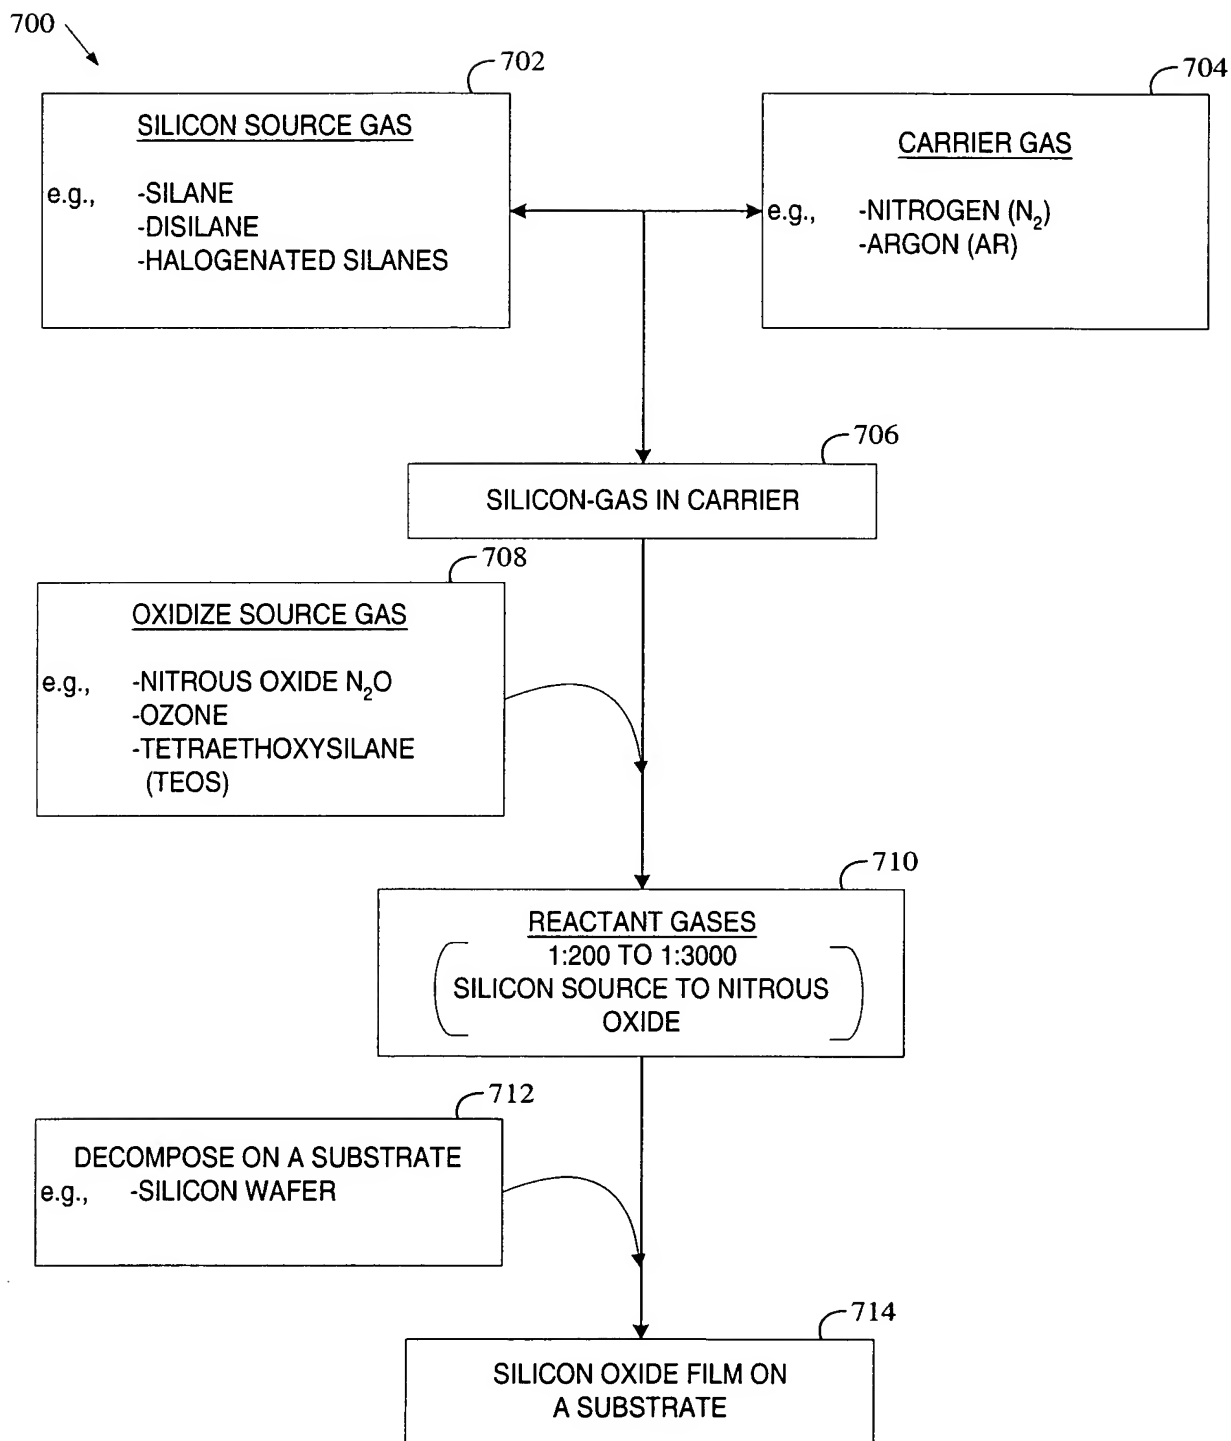 700
702
SILICON SOURCE GAS
e.g., -SILANE
-DISILANE
-HALOGENATED SILANES
704
CARRIER GAS
e.g., -NITROGEN (N₂)
-ARGON (AR)
706
SILICON-GAS IN CARRIER
708
OXIDIZE SOURCE GAS
e.g., -NITROUS OXIDE N₂O
-OZONE
-TETRAETHOXYSILANE
(TEOS)
710
REACTANT GASES
1:200 TO 1:3000
SILICON SOURCE TO NITROUS
OXIDE
712
DECOMPOSE ON A SUBSTRATE
e.g., -SILICON WAFER
714
SILICON OXIDE FILM ON
A SUBSTRATE